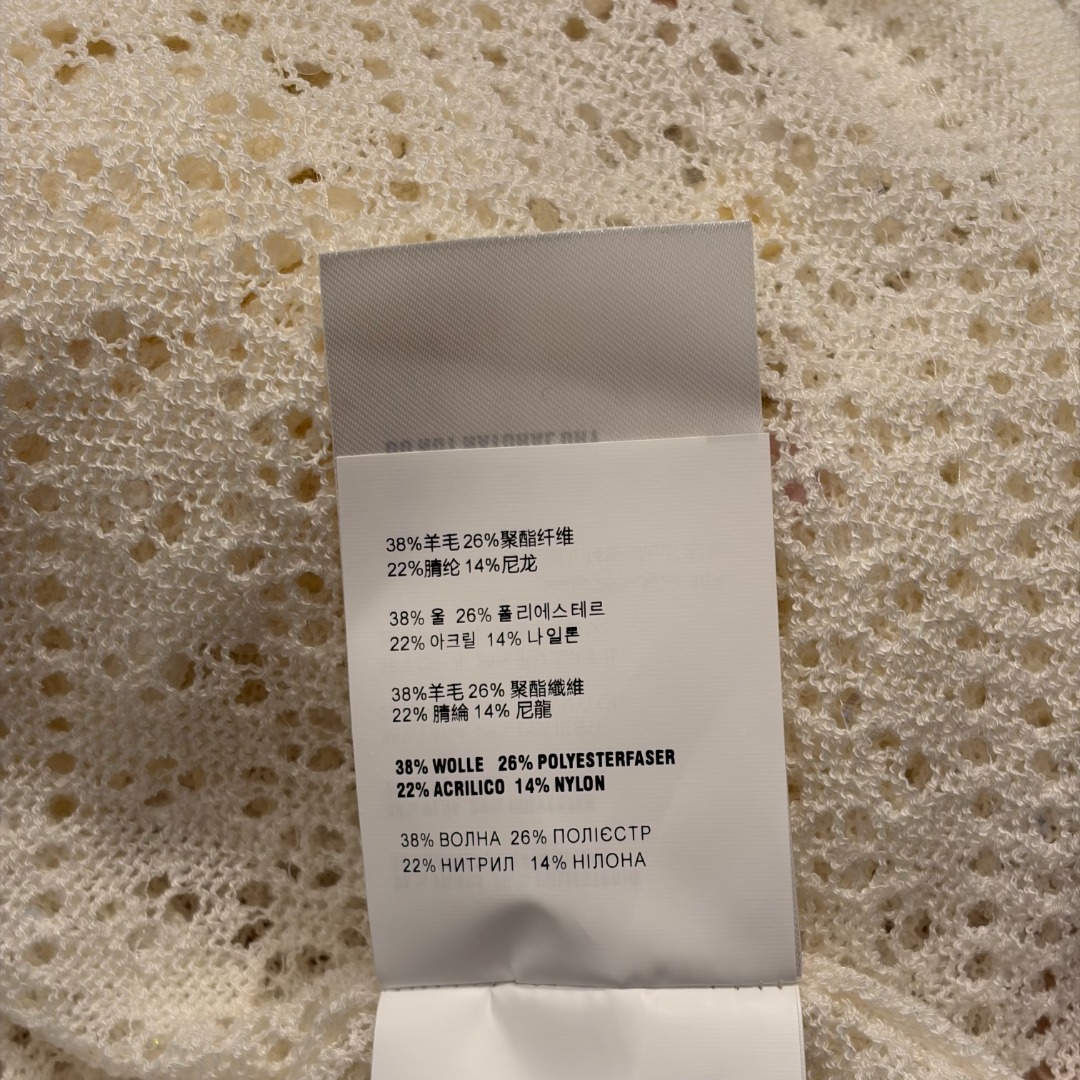 38%羊毛 26%聚酯纤维
22%腈纶 14%尼龙
38% 울 26% 폴리에스테르
22% 아크릴 14% 나일론
38%羊毛 26% 聚酯纖維
22% 腈綸 14% 尼龍
38% WOLLE 26% POLYESTERFASER
22% ACRILICO 14% NYLON
38% ВОЛНА 26% ПОЛІЄСТР
22% НИТРИЛ 14% НІЛОНА